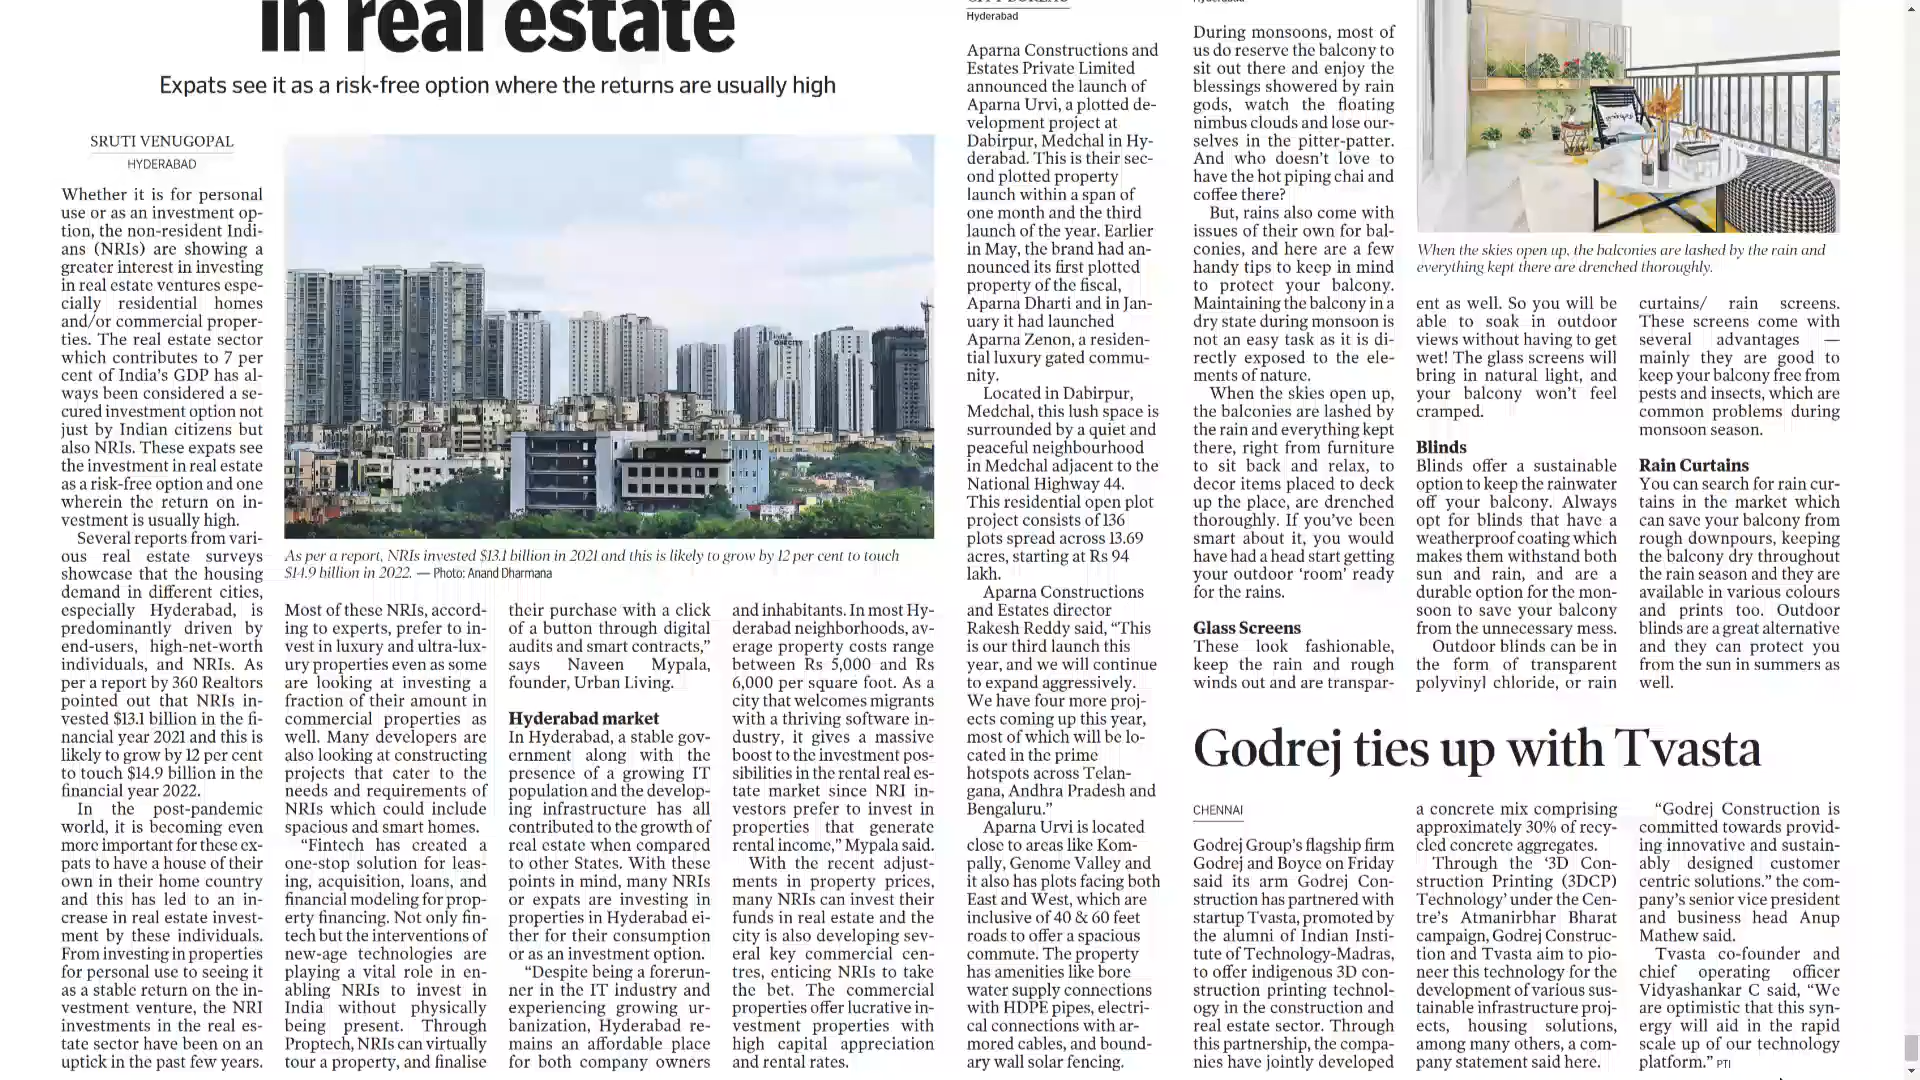 in real estate
Expats see it as a risk-free option where the returns are usually high
SRUTI VENUGOPAL
HYDERABAD
Whether it is for personal
use or as an investment op-
tion, the non-resident Indi-
ans (NRIs) are showing a
greater interest in investing
in real estate ventures espe-
cially residential homes
and/or commercial proper-
ties. The real estate sector
which contributes to 7 per
cent of India's GDP has al-
ways been considered a se-
cured investment option not
just by Indian citizens but
also NRIs. These expats see
the investment in real estate
as a risk-free option and one
wherein the return on in-
vestment is usually high.
Several reports from vari-
ous real estate surveys
showcase that the housing
demand in different cities,
especially Hyderabad, is
predominantly driven by
end-users, high-net-worth
individuals, and NRIs. As
per a report by 360 Realtors
pointed out that NRIs in-
vested $13.1 billion in the fi-
nancial year 2021 and this is
likely to grow by 12 per cent
to touch $14.9 billion in the
financial year 2022.
In the post-pandemic
world, it is becoming even
more important for these ex-
pats to have a house of their
own in their home country
and this has led to an in-
crease in real estate invest-
ment by these individuals.
From investing in properties
for personal use to seeing it
as a stable return on the in-
vestment venture, the NRI
investments in the real es-
tate sector have been on an
uptick in the past few years.
As per a report, NRIs invested $13.1 billion in 2021 and this is likely to grow by 12 per cent to touch
$14.9 billion in 2022. — Photo: Anand Dharmana
Most of these NRIs, accord-
ing to experts, prefer to in-
vest in luxury and ultra-lux-
ury properties even as some
are looking at investing a
fraction of their amount in
commercial properties as
well. Many developers are
also looking at constructing
projects that cater to the
needs and requirements of
NRIs which could include
spacious and smart homes.
"Fintech has created a
one-stop solution for leas-
ing, acquisition, loans, and
financial modeling for prop-
erty financing. Not only fin-
tech but the interventions of
new-age technologies are
playing a vital role in en-
abling NRIs to invest in
India without physically
being present. Through
Proptech, NRIs can virtually
tour a property, and finalise
their purchase with a click
of a button through digital
audits and smart contracts,"
says Naveen Mypala,
founder, Urban Living.
Hyderabad market
In Hyderabad, a stable gov-
ernment along with the
presence of a growing IT
population and the develop-
ing infrastructure has all
contributed to the growth of
real estate when compared
to other States. With these
points in mind, many NRIs
or expats are investing in
properties in Hyderabad ei-
ther for their consumption
or as an investment option.
"Despite being a forerun-
ner in the IT industry and
experiencing growing ur-
banization, Hyderabad re-
mains an affordable place
for both company owners
and inhabitants. In most Hy-
derabad neighborhoods, av-
erage property costs range
between Rs 5,000 and Rs
6,000 per square foot. As a
city that welcomes migrants
with a thriving software in-
dustry, it gives a massive
boost to the investment pos-
sibilities in the rental real es-
tate market since NRI in-
vestors prefer to invest in
properties that generate
rental income," Mypala said.
With the recent adjust-
ments in property prices,
many NRIs can invest their
funds in real estate and the
city is also developing sev-
eral key commercial cen-
tres, enticing NRIs to take
the bet. The commercial
properties offer lucrative in-
vestment properties with
high capital appreciation
and rental rates.
Hyderabad
Aparna Constructions and
Estates Private Limited
announced the launch of
Aparna Urvi, a plotted de-
velopment project at
Dabirpur, Medchal in Hy-
derabad. This is their sec-
ond plotted property
launch within a span of
one month and the third
launch of the year. Earlier
in May, the brand had an-
nounced its first plotted
property of the fiscal,
Aparna Dharti and in Jan-
uary it had launched
Aparna Zenon, a residen-
tial luxury gated commu-
nity.
Located in Dabirpur,
Medchal, this lush space is
surrounded by a quiet and
peaceful neighbourhood
in Medchal adjacent to the
National Highway 44.
This residential open plot
project consists of 136
plots spread across 13.69
acres, starting at Rs 94
lakh.
Aparna Constructions
and Estates director
Rakesh Reddy said, "This
is our third launch this
year, and we will continue
to expand aggressively.
We have four more proj-
ects coming up this year,
most of which will be lo-
cated in the prime
hotspots across Telan-
gana, Andhra Pradesh and
Bengaluru."
Aparna Urvi is located
close to areas like Kom-
pally, Genome Valley and
it also has plots facing both
East and West, which are
inclusive of 40 & 60 feet
roads to offer a spacious
commute. The property
has amenities like bore
water supply connections
with HDPE pipes, electri-
cal connections with ar-
mored cables, and bound-
ary wall solar fencing.
During monsoons, most of
us do reserve the balcony to
sit out there and enjoy the
blessings showered by rain
gods, watch the floating
nimbus clouds and lose our-
selves in the pitter-patter.
And who doesn't love to
have the hot piping chai and
coffee there?
But, rains also come with
issues of their own for bal-
conies, and here are a few
handy tips to keep in mind
to protect your balcony.
Maintaining the balcony in a
dry state during monsoon is
not an easy task as it is di-
rectly exposed to the ele-
ments of nature.
When the skies open up,
the balconies are lashed by
the rain and everything kept
there, right from furniture
to sit back and relax, to
decor items placed to deck
up the place, are drenched
thoroughly. If you've been
smart about it, you would
have had a head start getting
your outdoor 'room' ready
for the rains.
Glass Screens
These look fashionable,
keep the rain and rough
winds out and are transpar-
When the skies open up, the balconies are lashed by the rain and
everything kept there are drenched thoroughly.
ent as well. So you will be
able to soak in outdoor
views without having to get
wet! The glass screens will
bring in natural light, and
your balcony won't feel
cramped.
Blinds
Blinds offer a sustainable
option to keep the rainwater
off your balcony. Always
opt for blinds that have a
weatherproof coating which
makes them withstand both
sun and rain, and are a
durable option for the mon-
soon to save your balcony
from the unnecessary mess.
Outdoor blinds can be in
the form of transparent
polyvinyl chloride, or rain
curtains/ rain screens.
These screens come with
several advantages —
mainly they are good to
keep your balcony free from
pests and insects, which are
common problems during
monsoon season.
Rain Curtains
You can search for rain cur-
tains in the market which
can save your balcony from
rough downpours, keeping
the balcony dry throughout
the rain season and they are
available in various colours
and prints too. Outdoor
blinds are a great alternative
and they can protect you
from the sun in summers as
well.
Godrej ties up with Tvasta
CHENNAI
Godrej Group's flagship firm
Godrej and Boyce on Friday
said its arm Godrej Con-
struction has partnered with
startup Tvasta, promoted by
the alumni of Indian Insti-
tute of Technology-Madras,
to offer indigenous 3D con-
struction printing technol-
ogy in the construction and
real estate sector. Through
this partnership, the compa-
nies have jointly developed
a concrete mix comprising
approximately 30% of recy-
cled concrete aggregates.
Through the '3D Con-
struction Printing (3DCP)
Technology' under the Cen-
tre's Atmanirbhar Bharat
campaign, Godrej Construc-
tion and Tvasta aim to pio-
neer this technology for the
development of various sus-
tainable infrastructure proj-
ects, housing solutions,
among many others, a com-
pany statement said here.
"Godrej Construction is
committed towards provid-
ing innovative and sustain-
ably designed customer
centric solutions." the com-
pany's senior vice president
and business head Anup
Mathew said.
Tvasta co-founder and
chief operating officer
Vidyashankar C said, "We
are optimistic that this syn-
ergy will aid in the rapid
scale up of our technology
platform." PTI